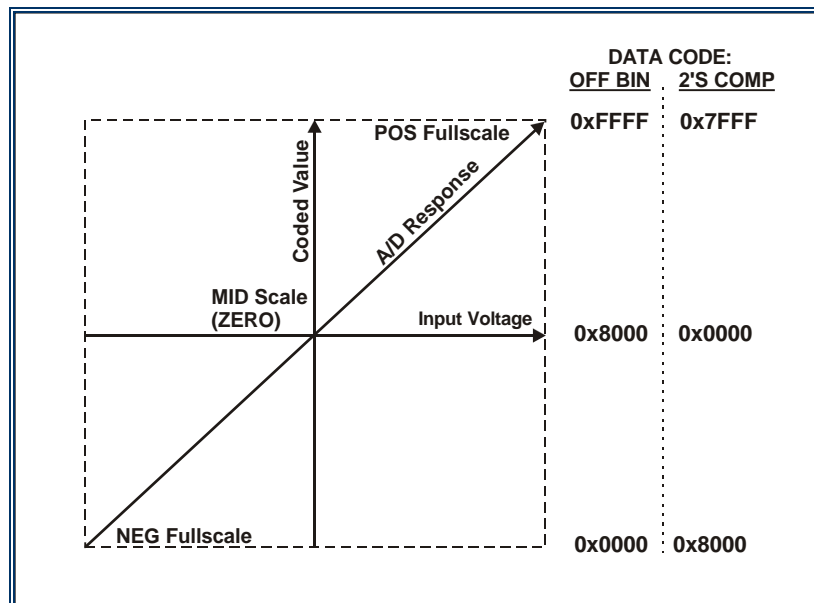 DATA CODE:
OFF BIN 2'S COMP
POS Fullscale 0xFFFF 0x7FFF
Coded Value
A/D Response
MID Scale
(ZERO)
Input Voltage 0x8000 0x0000
NEG Fullscale 0x0000 0x8000